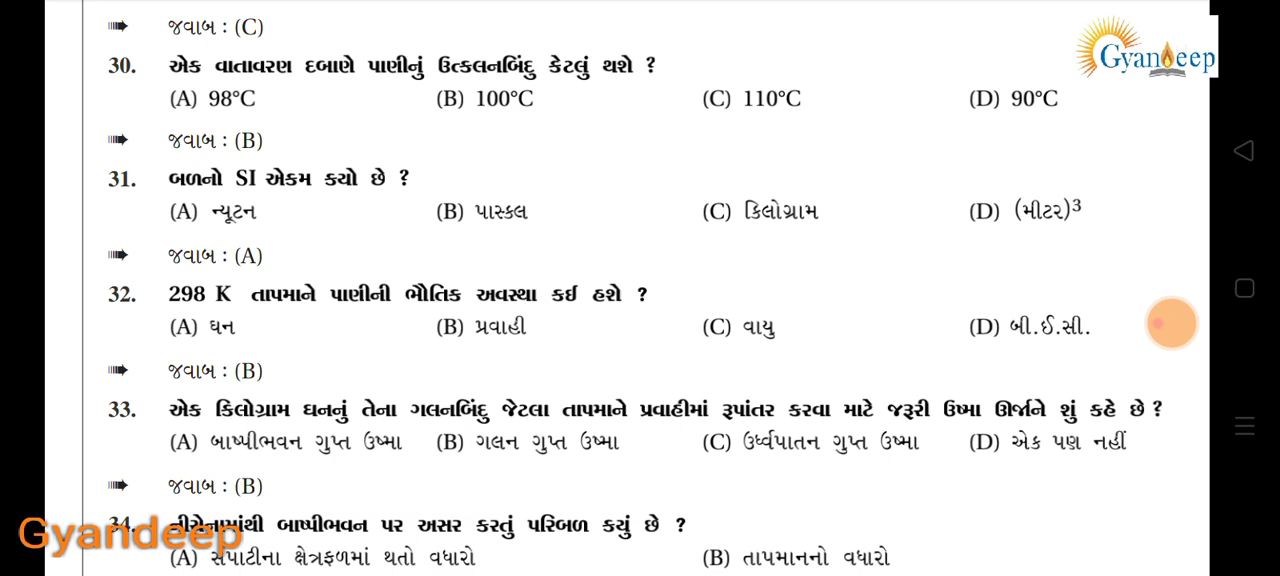 જવાબ : (C)
Gyandeep
30. એક વાતાવરણ દબાણે પાણીનું ઉત્કલનબિંદુ કેટલું થશે ?
(A) 98°C (B) 100°C (C) 110°C (D) 90°C
જવાબ : (B)
31. બળનો SI એકમ કયો છે ?
(A) ન્યૂટન (B) પાસ્કલ (C) કિલોગ્રામ (D) (મીટર)³
જવાબ : (A)
32. 298 K તાપમાને પાણીની ભૌતિક અવસ્થા કઈ હશે ?
(A) ઘન (B) પ્રવાહી (C) વાયુ (D) બી.ઈ.સી.
જવાબ : (B)
33. એક કિલોગ્રામ ઘનનું તેના ગલનબિંદુ જેટલા તાપમાને પ્રવાહીમાં રૂપાંતર કરવા માટે જરૂરી ઉષ્મા ઊર્જાને શું કહે છે ?
(A) બાષ્પીભવન ગુપ્ત ઉષ્મા (B) ગલન ગુપ્ત ઉષ્મા (C) ઉર્ધ્વપાતન ગુપ્ત ઉષ્મા (D) એક પણ નહીં
જવાબ : (B)
34. બાષ્પીભવન પર અસર કરતું પરિબળ કયું છે ?
Gyandeep
(A) સપાટીના ક્ષેત્રફળમાં થતો વધારો (B) તાપમાનનો વધારો